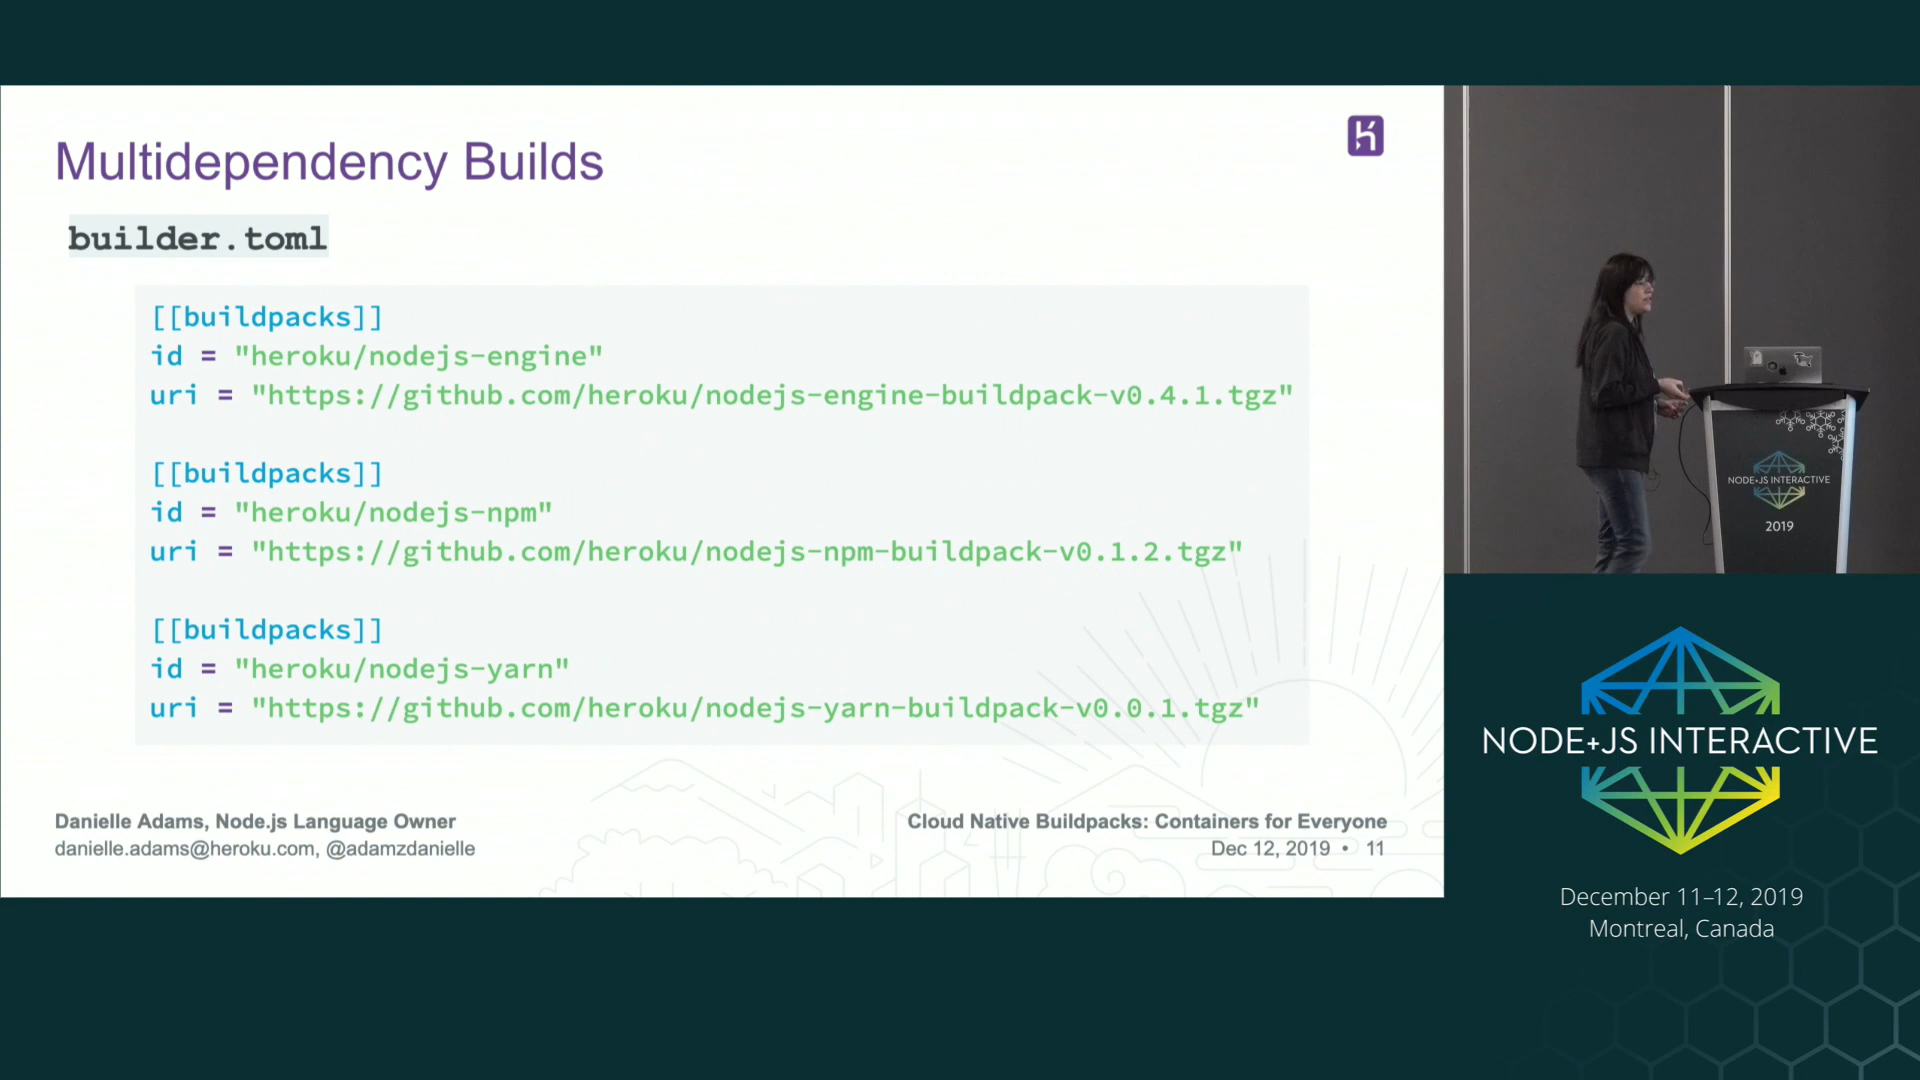 Multidependency Builds
builder.toml
[[buildpacks]]
id = "heroku/nodejs-engine"
uri = "https://github.com/heroku/nodejs-engine-buildpack-v0.4.1.tgz"
[[buildpacks]]
id = "heroku/nodejs-npm"
uri = "https://github.com/heroku/nodejs-npm-buildpack-v0.1.2.tgz"
[[buildpacks]]
id = "heroku/nodejs-yarn"
uri = "https://github.com/heroku/nodejs-yarn-buildpack-v0.0.1.tgz"
Danielle Adams, Node.js Language Owner
danielle.adams@heroku.com, @adamzdanielle
Cloud Native Buildpacks: Containers for Everyone
Dec 12, 2019 • 11
NODE+JS INTERACTIVE
2019
NODE+JS INTERACTIVE
December 11–12, 2019
Montreal, Canada